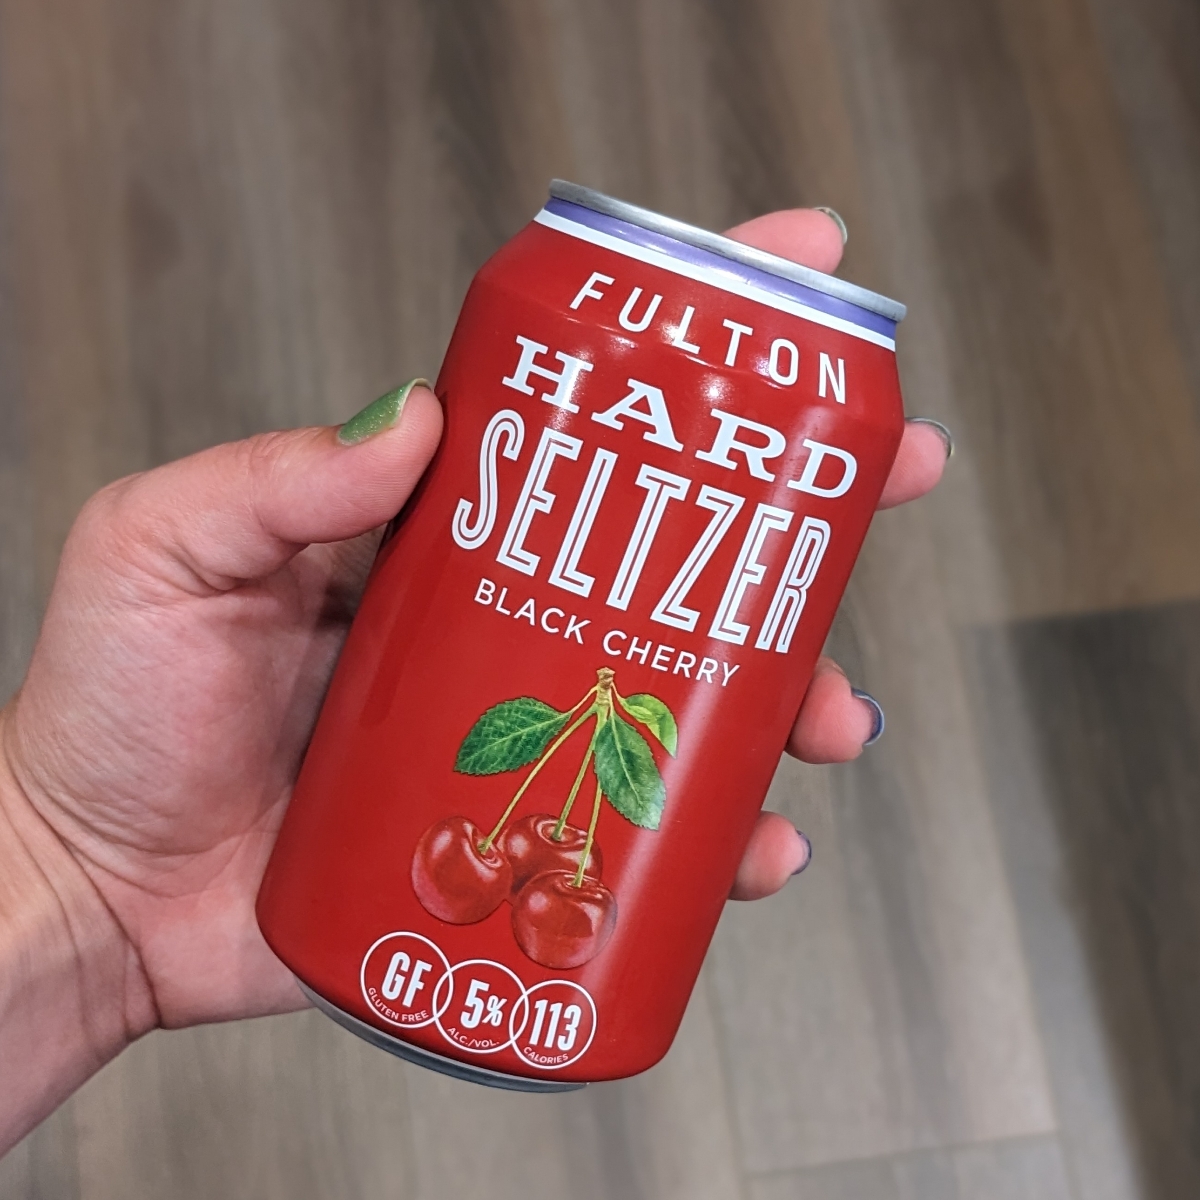 FULTON
HARD
SELTZER
BLACK CHERRY
GF 5% 113
GLUTEN FREE ALC./VOL. CALORIES